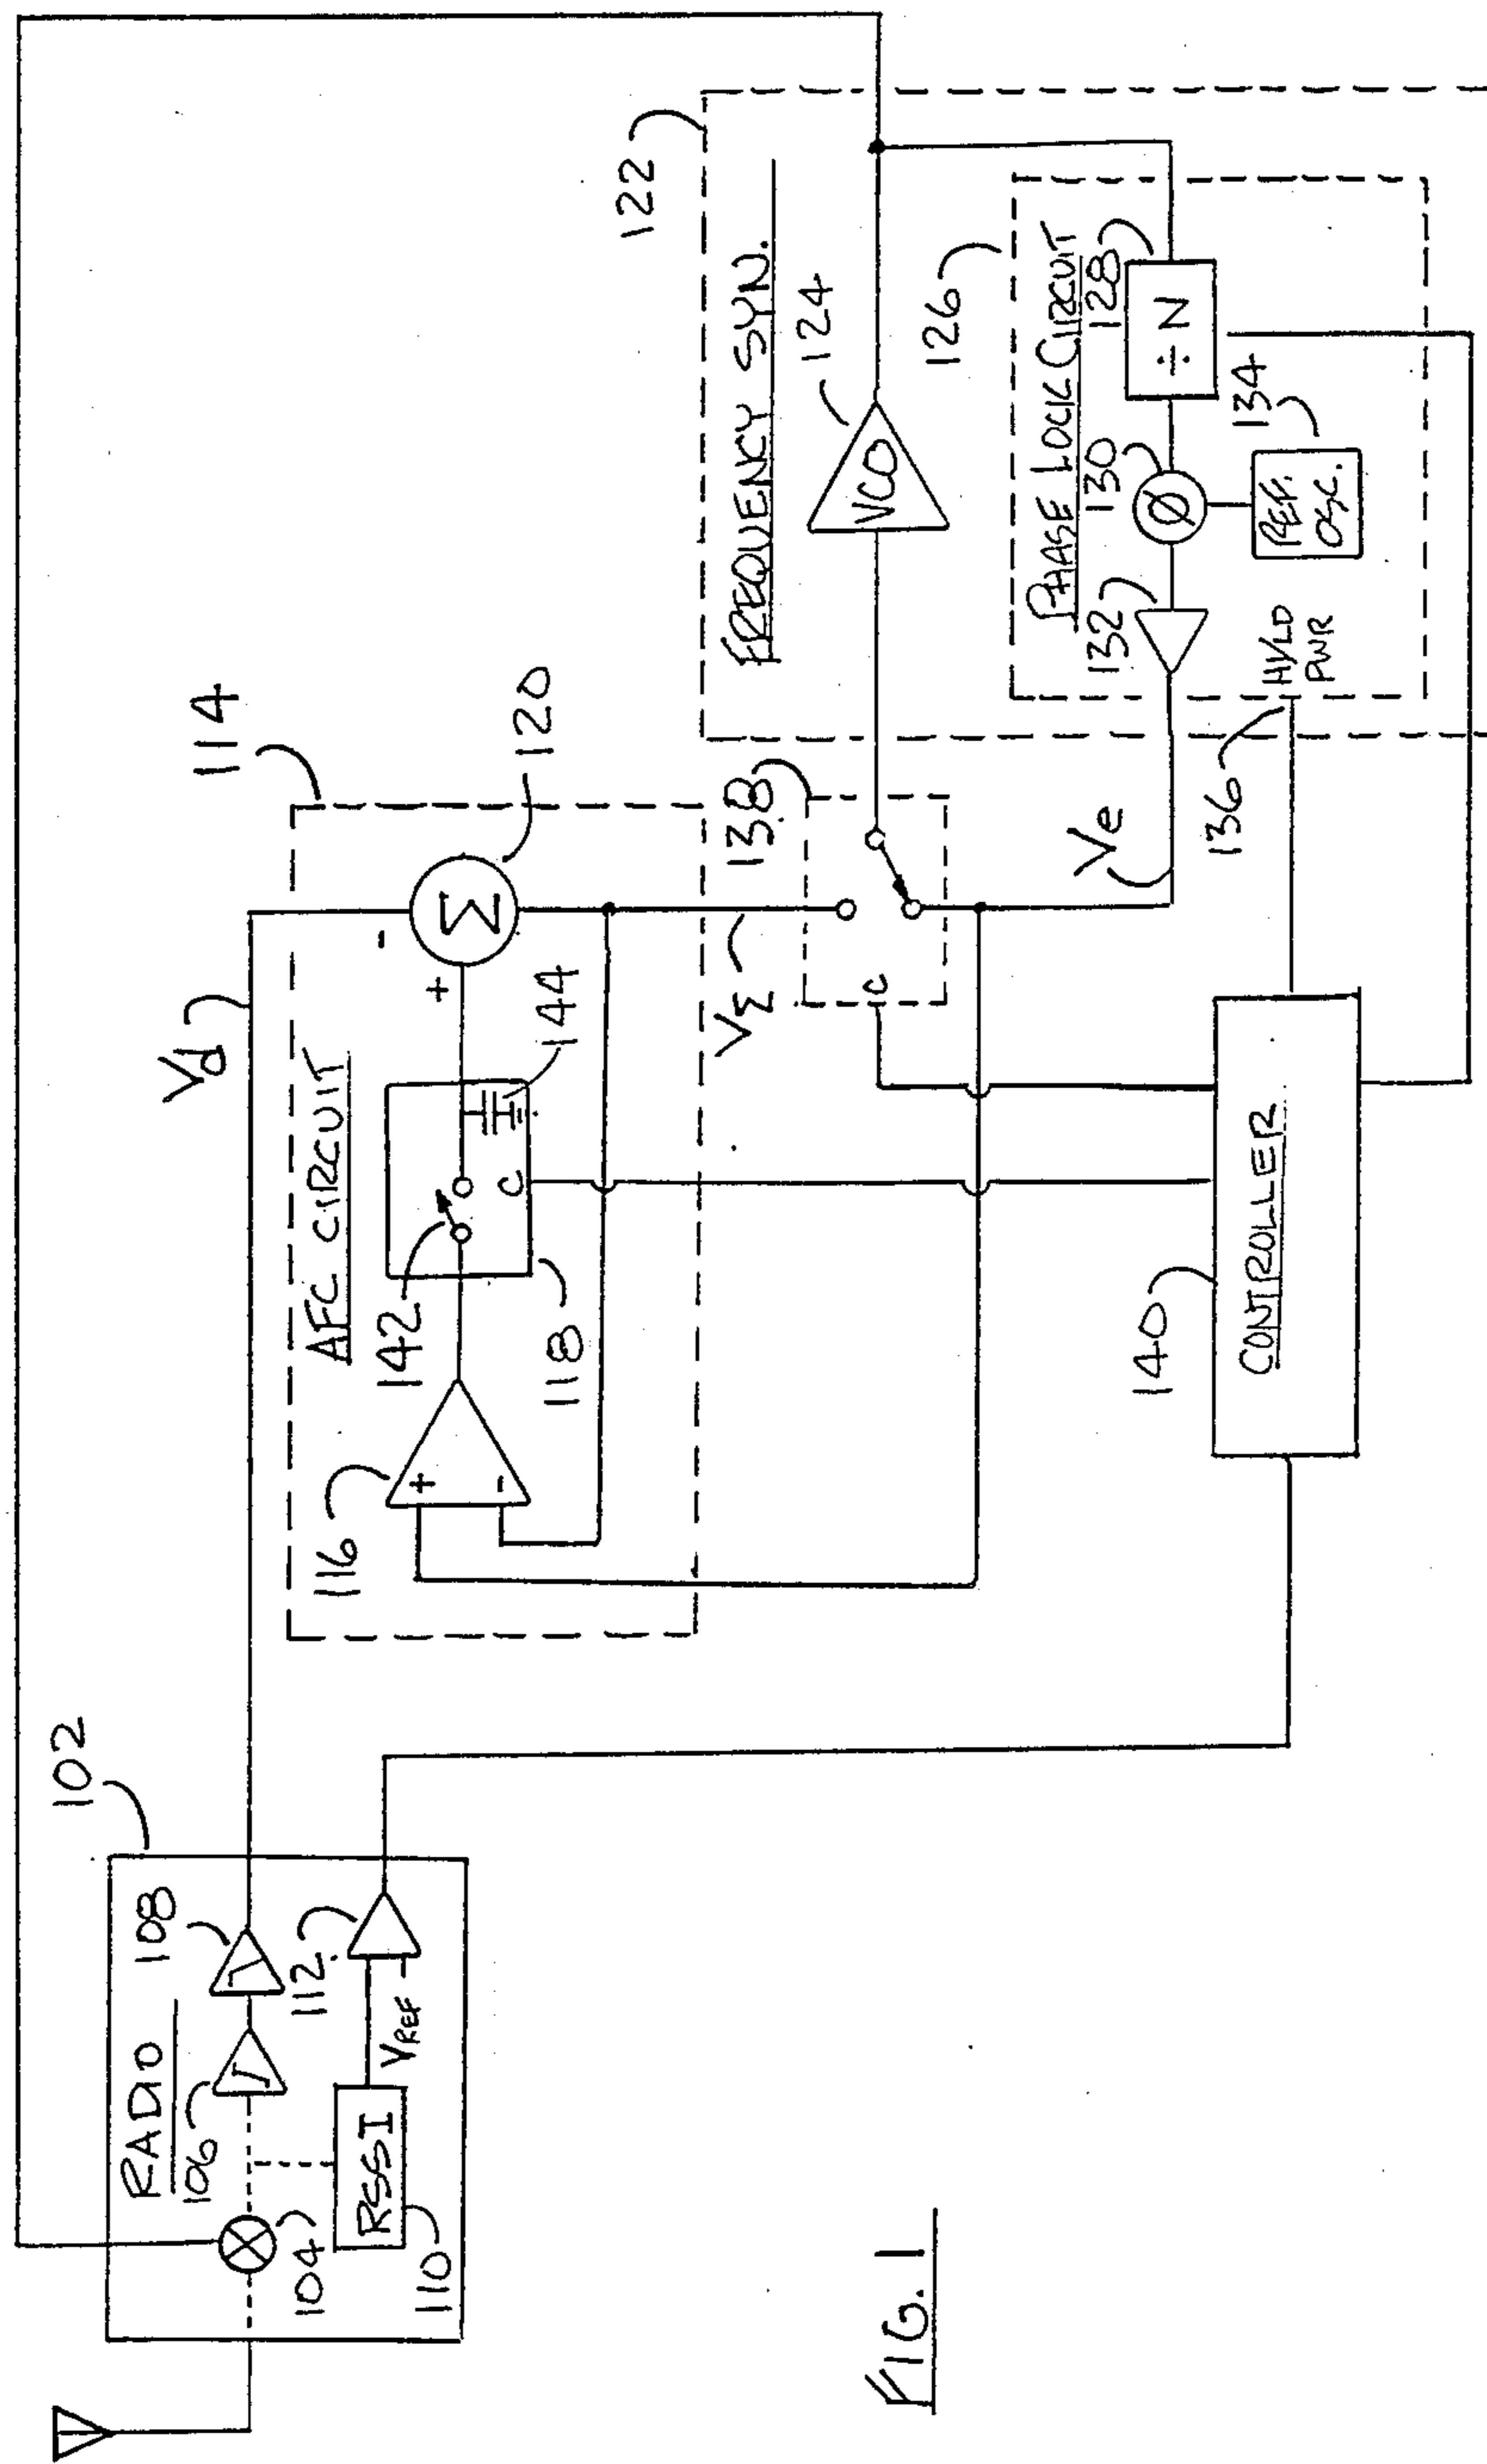 102
RADIO
106
108
104
110
RSSI
112
VREF
Vd
114
AFC CIRCUIT
116
+
-
142
118
C
144
+
-
Σ
120
VΣ
138
C
122
FREQUENCY SYN.
124
VCO
126
PHASE LOCK CIRCUIT
132
130
128
÷N
134
REF.
OSC.
HI/LO
PWR
136
Ve
140
CONTROLLER
FIG. 1